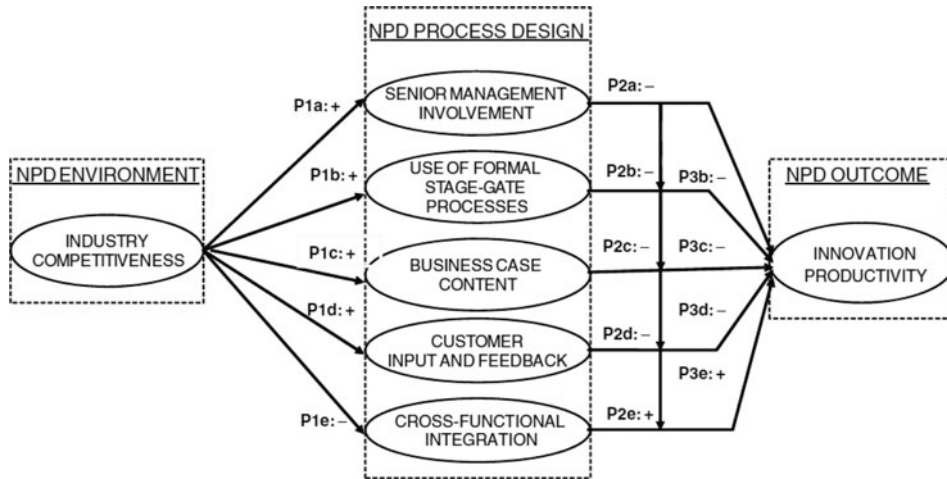 NPD PROCESS DESIGN
SENIOR MANAGEMENT
INVOLVEMENT
P2a: –
P1a: +
NPD ENVIRONMENT
INDUSTRY
COMPETITIVENESS
P1b: +
USE OF FORMAL
STAGE-GATE
PROCESSES
P2b: –
P3b: –
NPD OUTCOME
INNOVATION
PRODUCTIVITY
P1c: +
BUSINESS CASE
CONTENT
P2c: –
P3c: –
P1d: +
CUSTOMER
INPUT AND FEEDBACK
P2d: –
P3d: –
P1e: –
CROSS-FUNCTIONAL
INTEGRATION
P2e: +
P3e: +